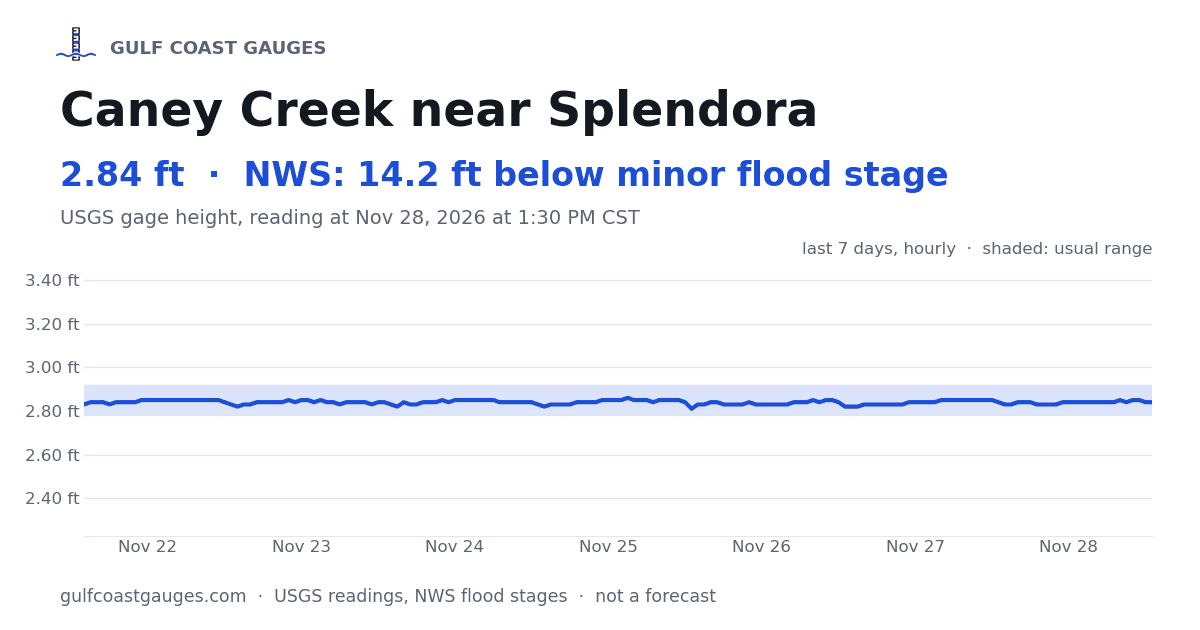 GULF COAST GAUGES
Caney Creek near Splendora
2.84 ft · NWS: 14.2 ft below minor flood stage
USGS gage height, reading at Nov 28, 2026 at 1:30 PM CST
last 7 days, hourly · shaded: usual range
3.40 ft
3.20 ft
3.00 ft
2.80 ft
2.60 ft
2.40 ft
Nov 22 Nov 23 Nov 24 Nov 25 Nov 26 Nov 27 Nov 28
gulfcoastgauges.com · USGS readings, NWS flood stages · not a forecast